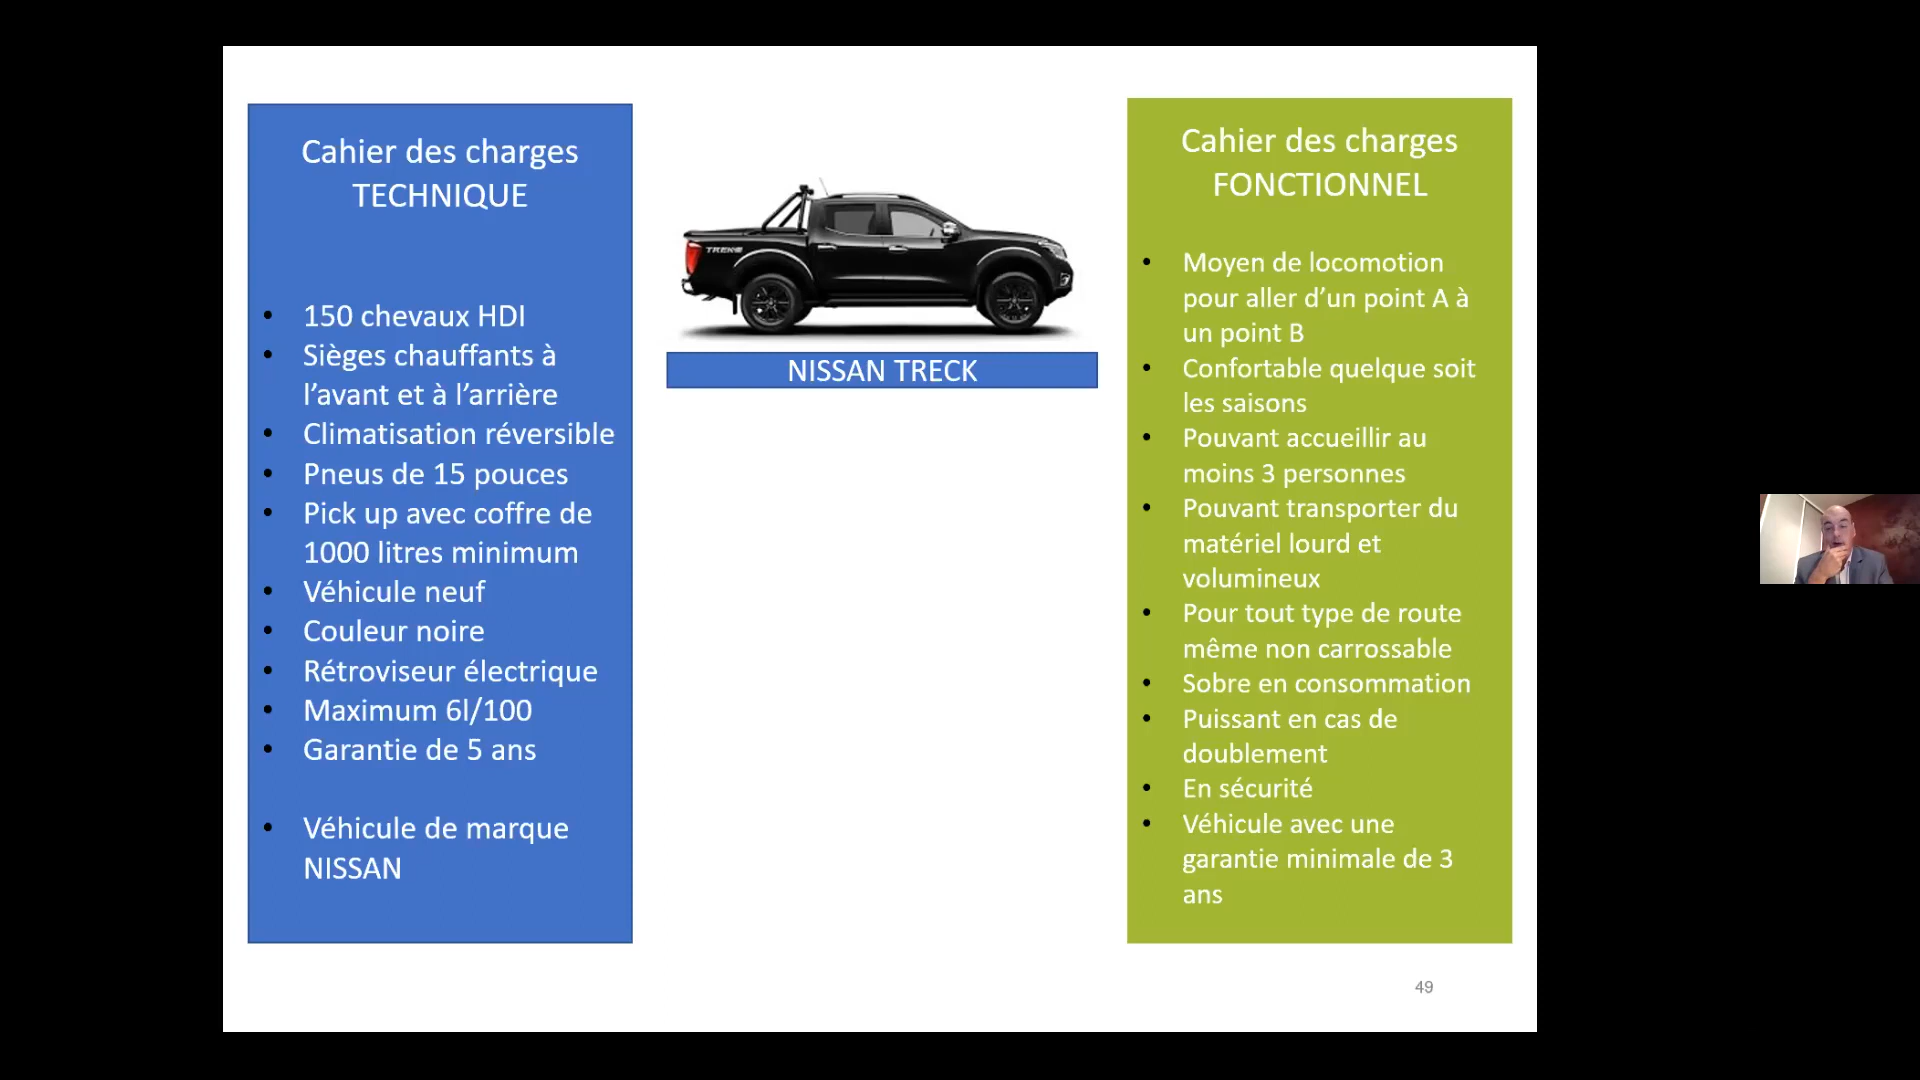 Cahier des charges
TECHNIQUE
• 150 chevaux HDI
• Sièges chauffants à
l’avant et à l’arrière
• Climatisation réversible
• Pneus de 15 pouces
• Pick up avec coffre de
1000 litres minimum
• Véhicule neuf
• Couleur noire
• Rétroviseur électrique
• Maximum 6l/100
• Garantie de 5 ans
• Véhicule de marque
NISSAN
TREK
NISSAN TRECK
Cahier des charges
FONCTIONNEL
• Moyen de locomotion
pour aller d’un point A à
un point B
• Confortable quelque soit
les saisons
• Pouvant accueillir au
moins 3 personnes
• Pouvant transporter du
matériel lourd et
volumineux
• Pour tout type de route
même non carrossable
• Sobre en consommation
• Puissant en cas de
doublement
• En sécurité
• Véhicule avec une
garantie minimale de 3
ans
49